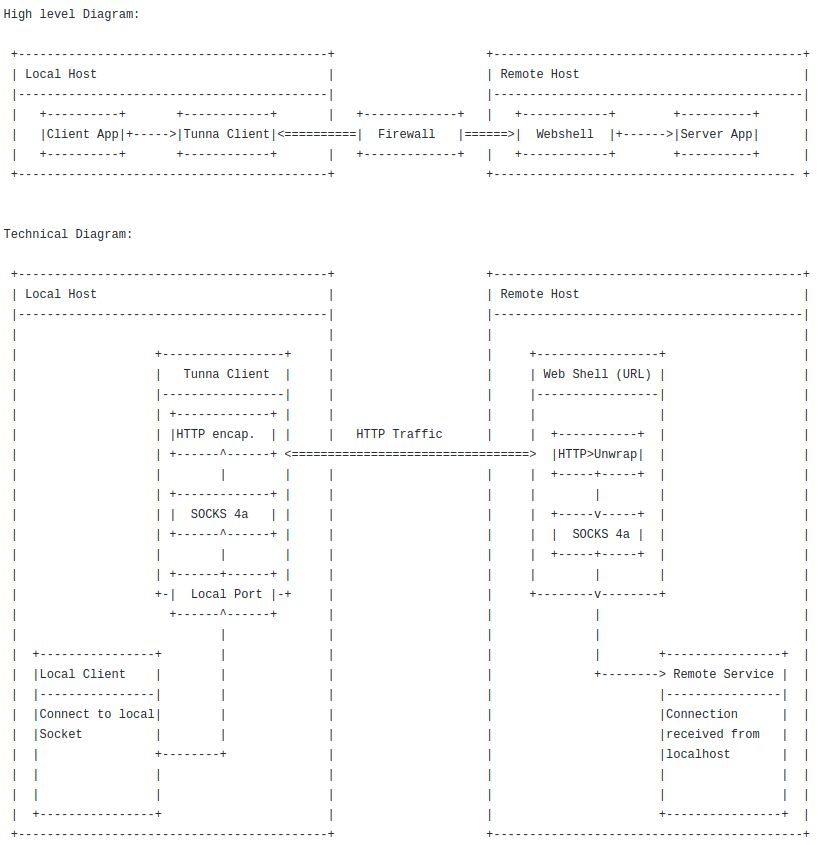 High level Diagram:
+-------------------------------------------+                     +-------------------------------------------+
| Local Host                                |                     | Remote Host                               |
|-------------------------------------------|                     |-------------------------------------------|
|   +----------+       +------------+       |   +-------------+   |   +------------+        +----------+      |
|   |Client App|+----->|Tunna Client|<==========|  Firewall   |======>|  Webshell  |+------>|Server App|      |
|   +----------+       +------------+       |   +-------------+   |   +------------+        +----------+      |
+-------------------------------------------+                     +------------------------------------------ +
Technical Diagram:
+-------------------------------------------+                     +-------------------------------------------+
| Local Host                                |                     | Remote Host                               |
|-------------------------------------------|                     |-------------------------------------------|
|                                           |                     |                                           |
|                   +-----------------+     |                     |     +-----------------+                   |
|                   |   Tunna Client  |     |                     |     | Web Shell (URL) |                   |
|                   |-----------------|     |                     |     |-----------------|                   |
|                   | +-------------+ |     |                     |     |                 |                   |
|                   | |HTTP encap.  | |     |   HTTP Traffic      |     |  +-----------+  |                   |
|                   | +------^------+ <==================================>  |HTTP>Unwrap|  |                   |
|                   |        |        |     |                     |     |  +-----+-----+  |                   |
|                   | +-------------+ |     |                     |     |        |        |                   |
|                   | |  SOCKS 4a   | |     |                     |     |  +-----v-----+  |                   |
|                   | +------^------+ |     |                     |     |  |  SOCKS 4a |  |                   |
|                   |        |        |     |                     |     |  +-----+-----+  |                   |
|                   | +------+------+ |     |                     |     |        |        |                   |
|                   +-|  Local Port |-+     |                     |     +--------v--------+                   |
|                     +------^------+       |                     |              |                            |
|                            |              |                     |              |                            |
|  +----------------+        |              |                     |              |        +----------------+  |
|  |Local Client    |        |              |                     |              +--------> Remote Service |  |
|  |----------------|        |              |                     |                       |----------------|  |
|  |Connect to local|        |              |                     |                       |Connection      |  |
|  |Socket          |        |              |                     |                       |received from   |  |
|  |                +--------+              |                     |                       |localhost       |  |
|  |                |                       |                     |                       |                |  |
|  |                |                       |                     |                       |                |  |
|  +----------------+                       |                     |                       +----------------+  |
+-------------------------------------------+                     +-------------------------------------------+